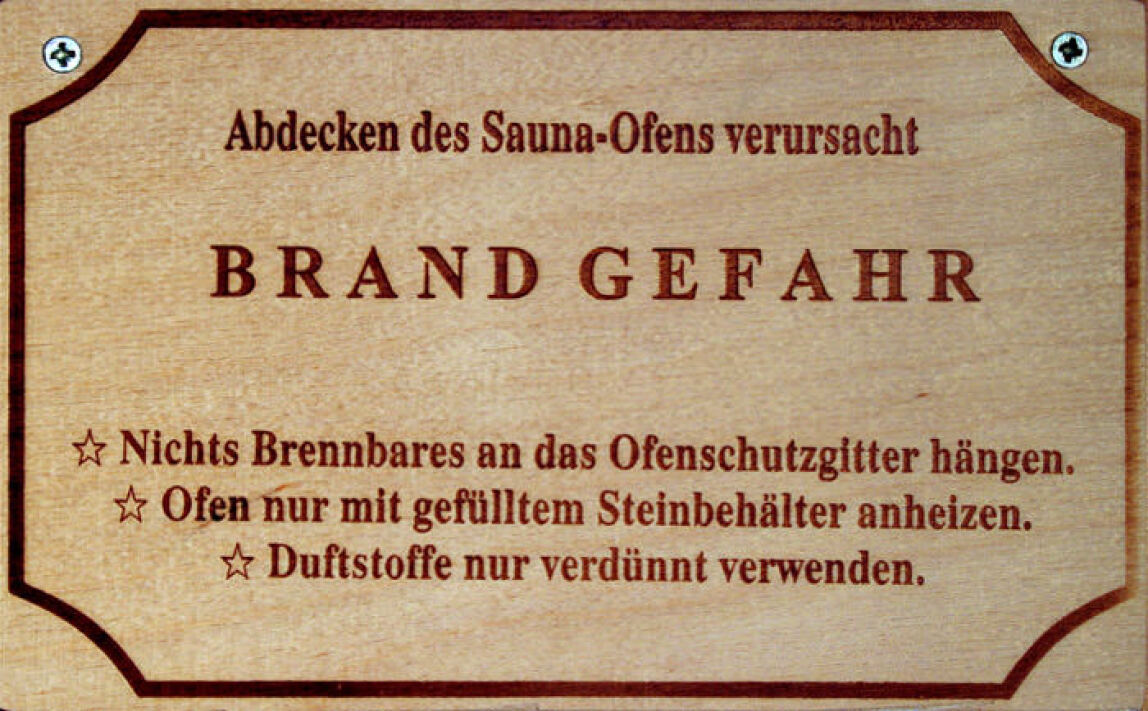 Abdecken des Sauna-Ofens verursacht
BRAND GEFAHR
☆ Nichts Brennbares an das Ofenschutzgitter hängen.
☆ Ofen nur mit gefülltem Steinbehälter anheizen.
☆ Duftstoffe nur verdünnt verwenden.